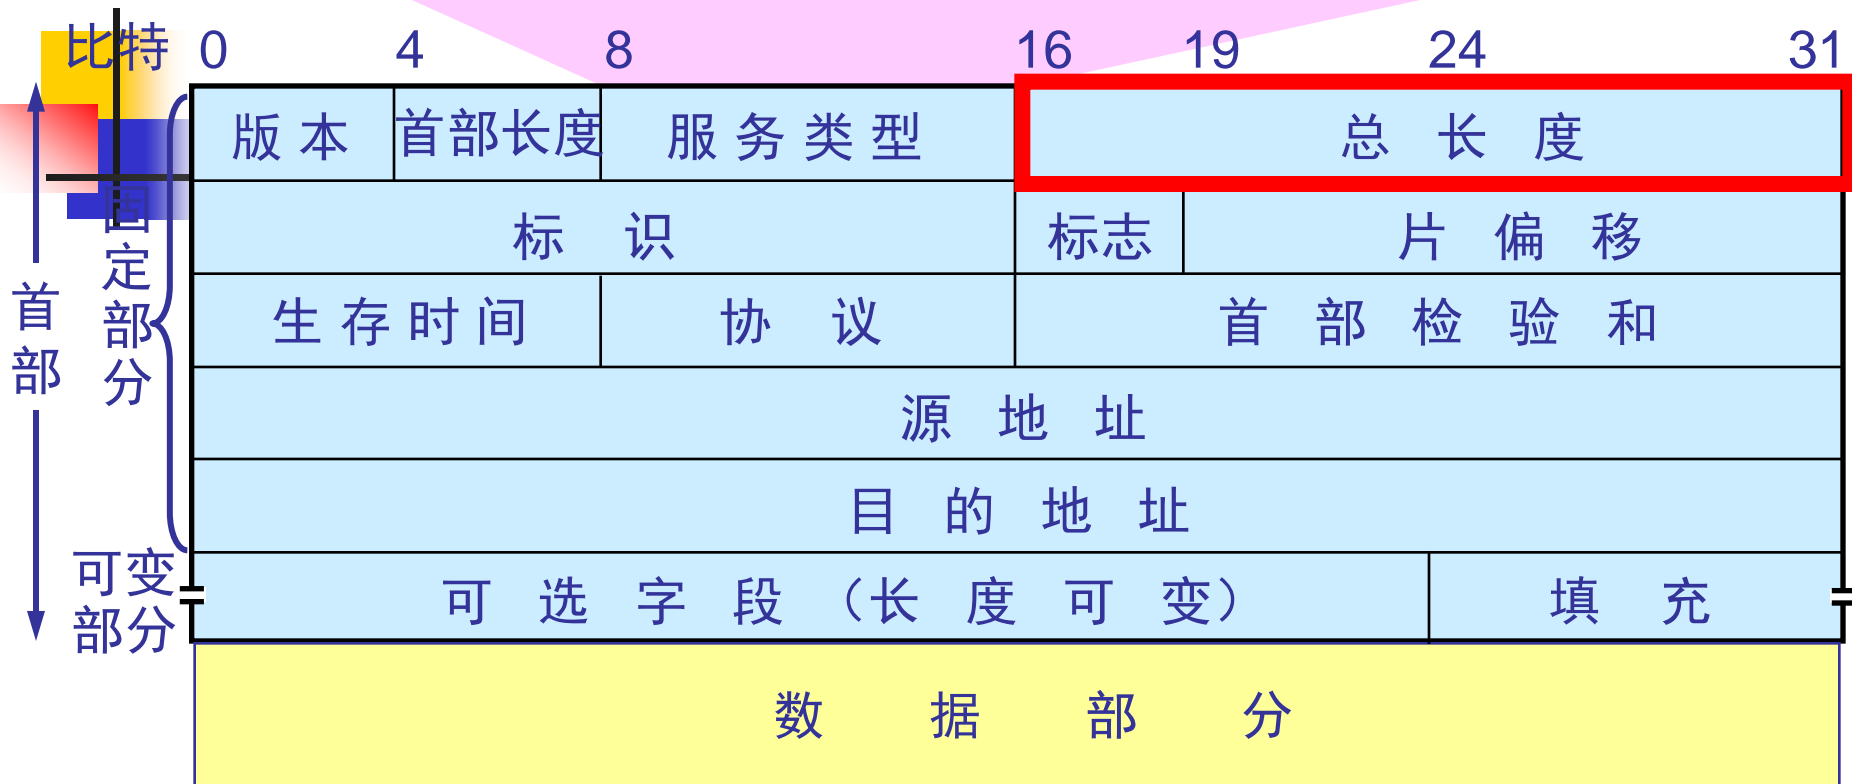 比特 0 4 8 16 19 24 31
版 本 首部长度 服 务 类 型 总 长 度
标 识 标志 片 偏 移
生 存 时 间 协 议 首 部 检 验 和
源 地 址
目 的 地 址
可 选 字 段 （长 度 可 变） 填 充
数 据 部 分
首部
固定部分
可变
部分